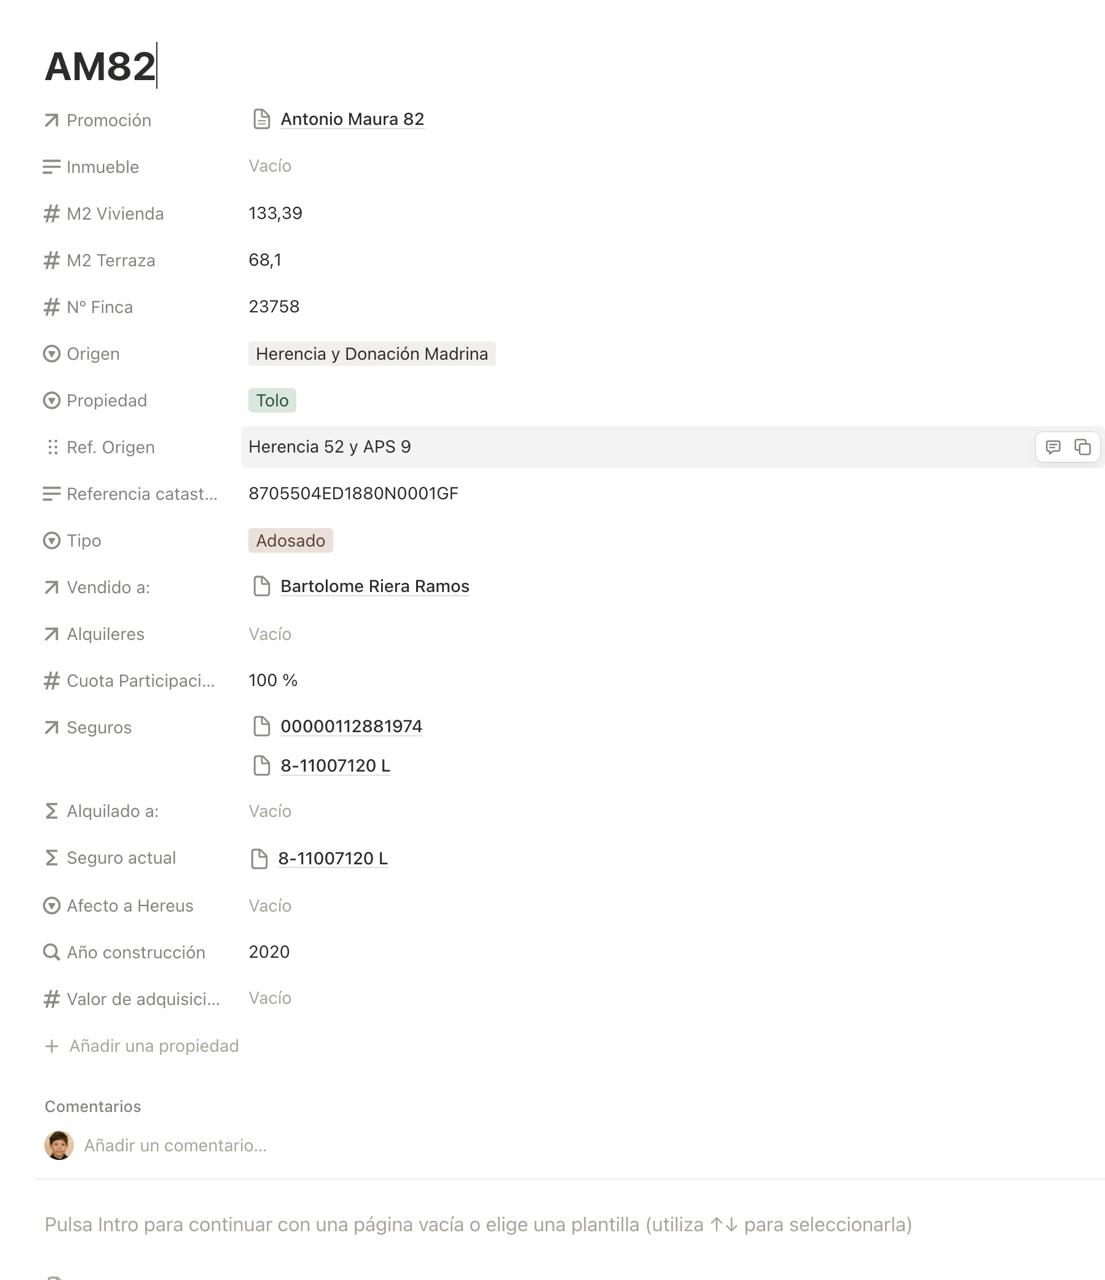 AM82
Promoción Antonio Maura 82
Inmueble Vacío
M2 Vivienda 133,39
M2 Terraza 68,1
Nº Finca 23758
Origen Herencia y Donación Madrina
Propiedad Tolo
Ref. Origen Herencia 52 y APS 9
Referencia catast... 8705504ED1880N0001GF
Tipo Adosado
Vendido a: Bartolome Riera Ramos
Alquileres Vacío
Cuota Participaci... 100 %
Seguros 00000112881974
8-11007120 L
Alquilado a: Vacío
Seguro actual 8-11007120 L
Afecto a Hereus Vacío
Año construcción 2020
Valor de adquisici... Vacío
Añadir una propiedad
Comentarios
Añadir un comentario...
Pulsa Intro para continuar con una página vacía o elige una plantilla (utiliza ↑↓ para seleccionarla)